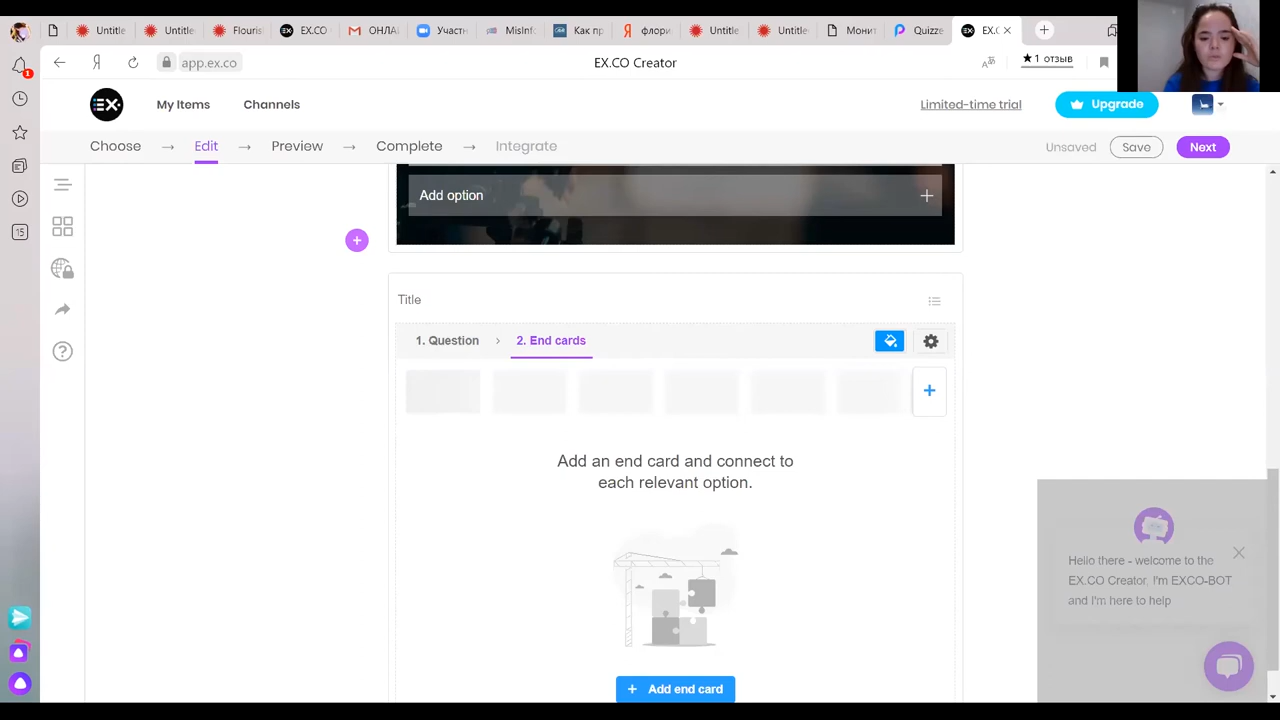 Untitle
Untitle
Flouris
EX.CO
ОНЛАЙ
Участн
MisInfo
Как пр
флори
Untitle
Untitle
Монит
Quizze
EX.C
1
app.ex.co
EX.CO Creator
★ 1 отзыв
EX.
My Items
Channels
Limited-time trial
Upgrade
Choose → Edit → Preview → Complete → Integrate
Unsaved
Save
Next
15
Add option
Title
1. Question
2. End cards
Add an end card and connect to
each relevant option.
Hello there - welcome to the
EX.CO Creator, I'm EXCO-BOT
and I'm here to help
+ Add end card